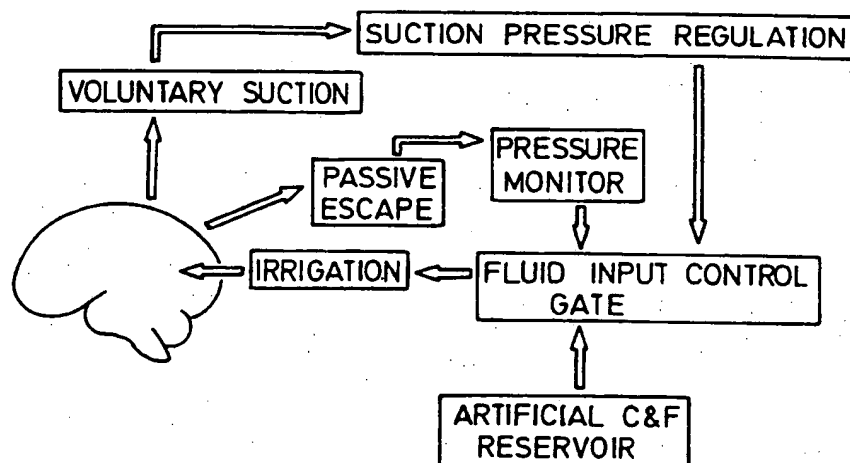 SUCTION PRESSURE REGULATION
VOLUNTARY SUCTION
PASSIVE
ESCAPE
PRESSURE
MONITOR
IRRIGATION
FLUID INPUT CONTROL
GATE
ARTIFICIAL C&F
RESERVOIR